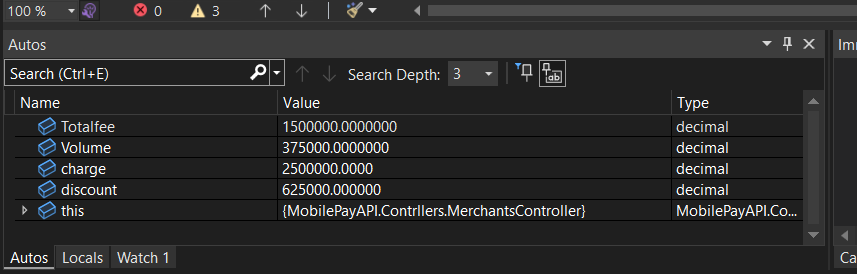 100 % 0 3
Autos Imr
Search (Ctrl+E) Search Depth: 3
Name Value Type
Totalfee 1500000.0000000 decimal
Volume 375000.0000000 decimal
charge 2500000.0000 decimal
discount 625000.000000 decimal
this {MobilePayAPI.Contrllers.MerchantsController} MobilePayAPI.Co...
Autos Locals Watch 1 Ca